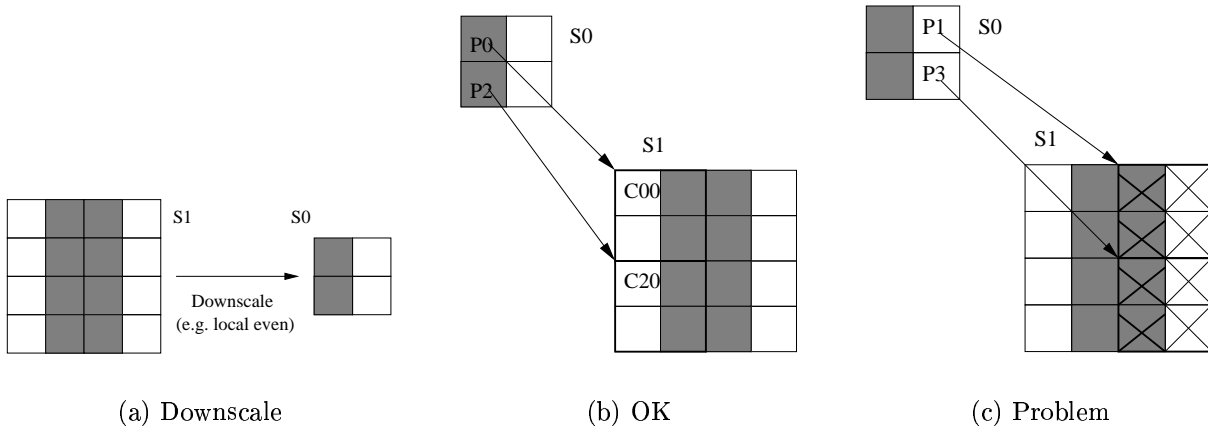 S1
S0
Downscale
(e.g. local even)
(a) Downscale
P0
S0
P2
S1
C00
C20
(b) OK
P1
S0
P3
S1
(c) Problem